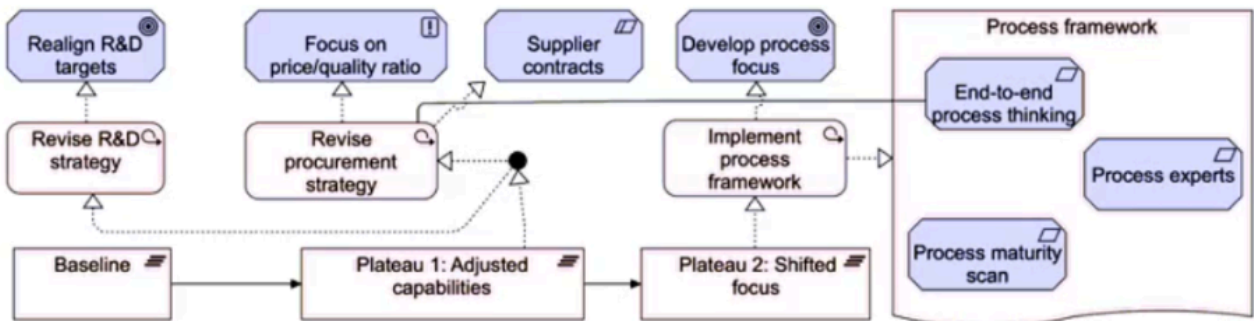 Realign R&D
targets
Focus on
price/quality ratio
Supplier
contracts
Develop process
focus
Process framework
End-to-end
process thinking
Revise R&D
strategy
Revise
procurement
strategy
Implement
process
framework
Process experts
Process maturity
scan
Baseline
Plateau 1: Adjusted
capabilities
Plateau 2: Shifted
focus